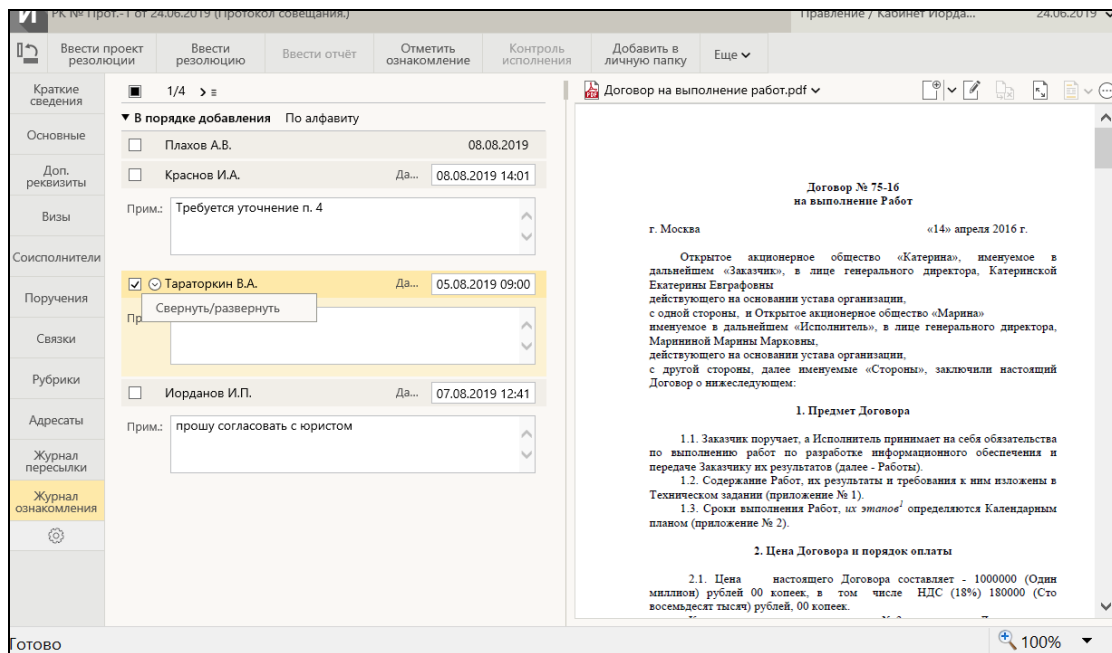 И РК № Прот.-1 от 24.06.2019 (Протокол совещания.) Правление / Кабинет Иорда... 24.06.2019
Ввести проект резолюции Ввести резолюцию Ввести отчёт Отметить ознакомление Контроль исполнения Добавить в личную папку Еще
Краткие сведения
Основные
Доп. реквизиты
Визы
Соисполнители
Поручения
Связки
Рубрики
Адресаты
Журнал пересылки
Журнал ознакомления
1/4
В порядке добавления По алфавиту
Плахов А.В. 08.08.2019
Краснов И.А. Да... 08.08.2019 14:01
Прим.: Требуется уточнение п. 4
Тараторкин В.А. Да... 05.08.2019 09:00
Свернуть/развернуть
Пр
Иорданов И.П. Да... 07.08.2019 12:41
Прим.: прошу согласовать с юристом
PDF Договор на выполнение работ.pdf
Договор № 75-16
на выполнение Работ
г. Москва «14» апреля 2016 г.
Открытое акционерное общество «Катерина», именуемое в
дальнейшем «Заказчик», в лице генерального директора, Катеринской
Екатерины Евграфовны
действующего на основании устава организации,
с одной стороны, и Открытое акционерное общество «Марина»
именуемое в дальнейшем «Исполнитель», в лице генерального директора,
Марининой Марины Марковны,
действующего на основании устава организации,
с другой стороны, далее именуемые «Стороны», заключили настоящий
Договор о нижеследующем:
1. Предмет Договора
1.1. Заказчик поручает, а Исполнитель принимает на себя обязательства
по выполнению работ по разработке информационного обеспечения и
передаче Заказчику их результатов (далее - Работы).
1.2. Содержание Работ, их результаты и требования к ним изложены в
Техническом задании (приложение № 1).
1.3. Сроки выполнения Работ, их этапов1 определяются Календарным
планом (приложение № 2).
2. Цена Договора и порядок оплаты
2.1. Цена настоящего Договора составляет - 1000000 (Один
миллион) рублей 00 копеек, в том числе НДС (18%) 180000 (Сто
восемьдесят тысяч) рублей, 00 копеек.
Готово 100%